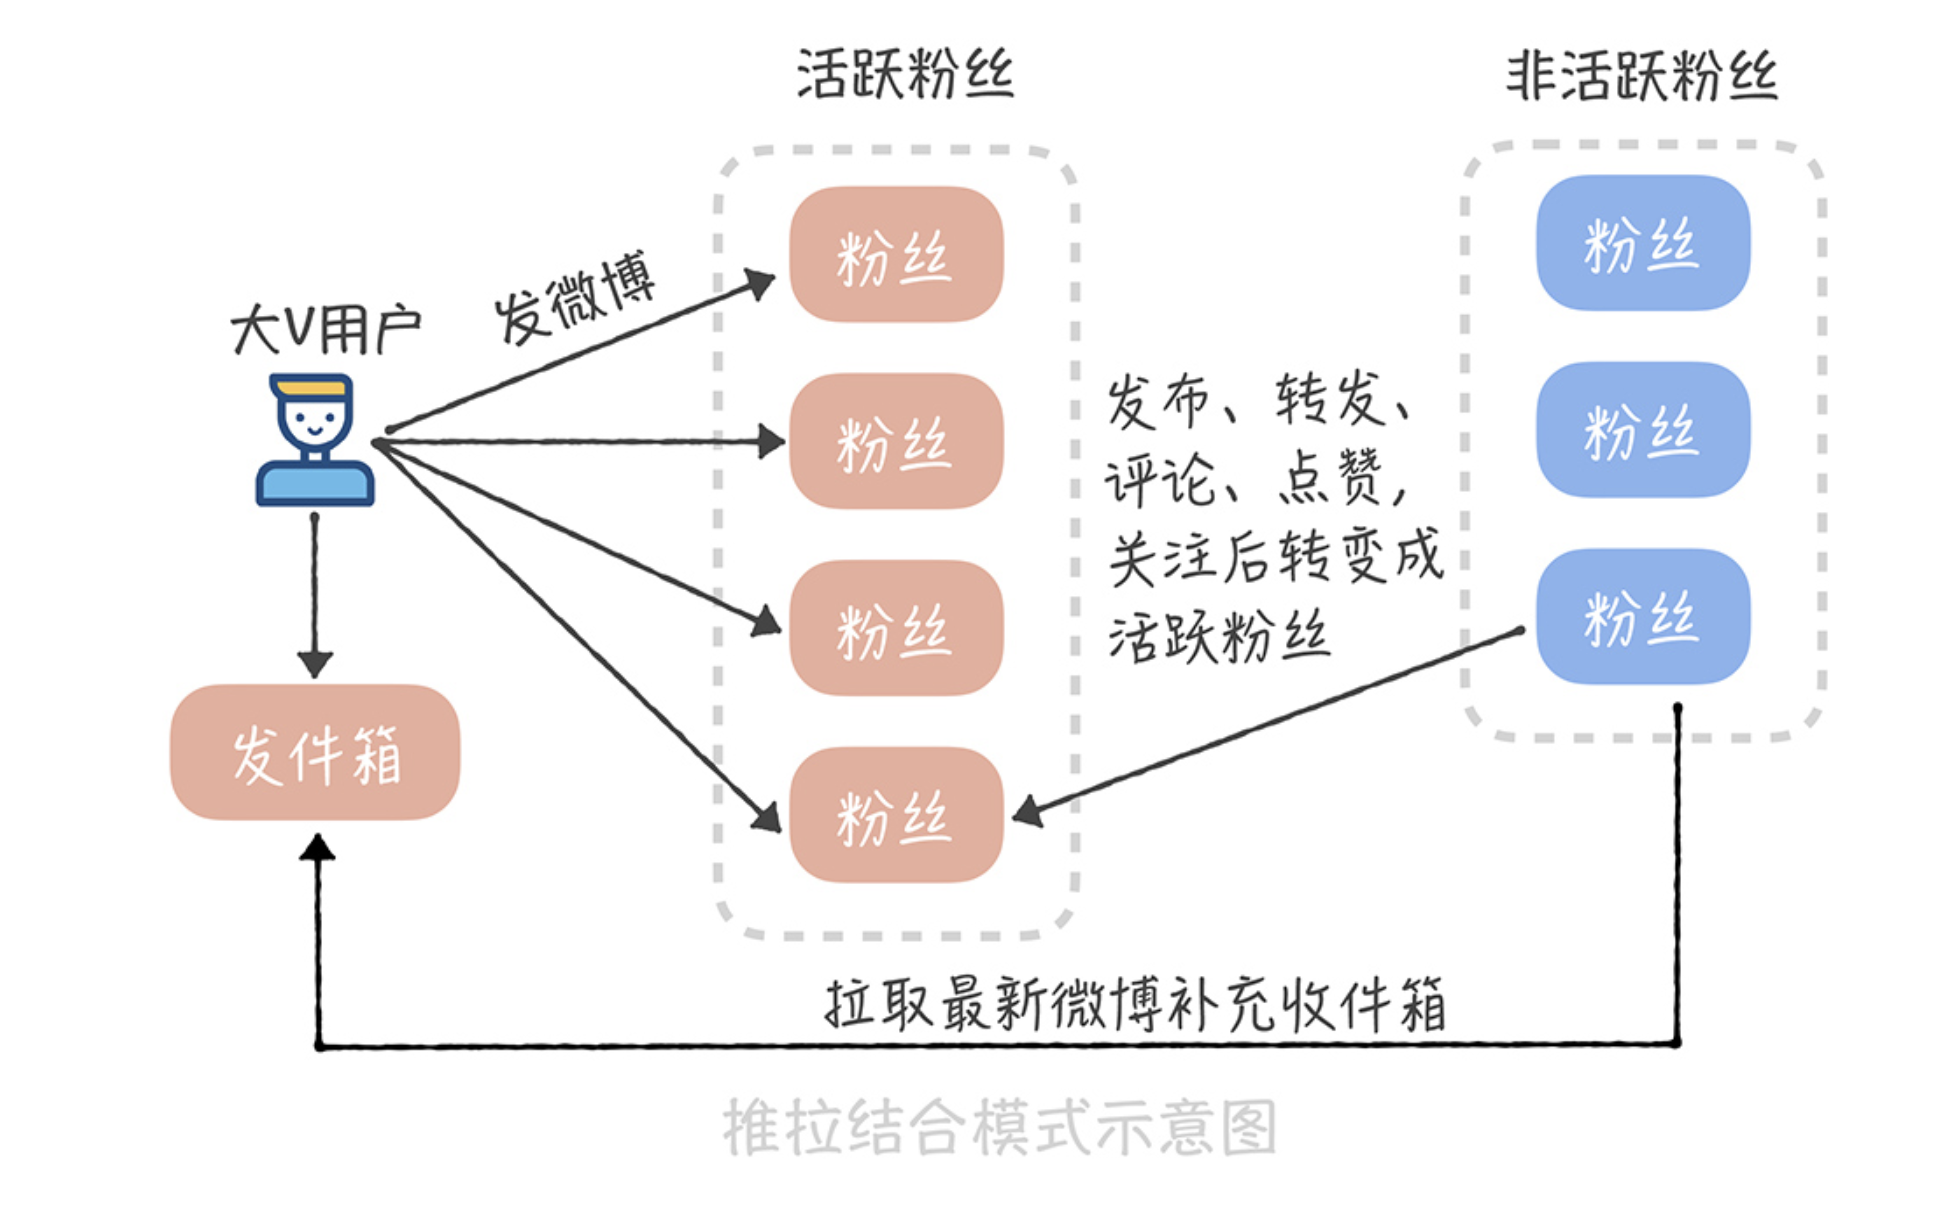 活跃粉丝
非活跃粉丝
大V用户
发微博
粉丝
粉丝
粉丝
粉丝
发布、转发、
评论、点赞,
关注后转变成
活跃粉丝
粉丝
粉丝
粉丝
发件箱
拉取最新微博补充收件箱
推拉结合模式示意图